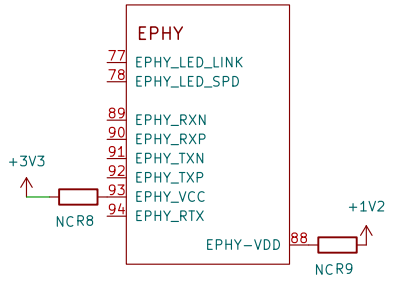 EPHY
77 EPHY_LED_LINK
78 EPHY_LED_SPD
89 EPHY_RXN
90 EPHY_RXP
91 EPHY_TXN
92 EPHY_TXP
+3V3
93 EPHY_VCC
94 EPHY_RTX
NCR8
+1V2
EPHY-VDD 88
NCR9